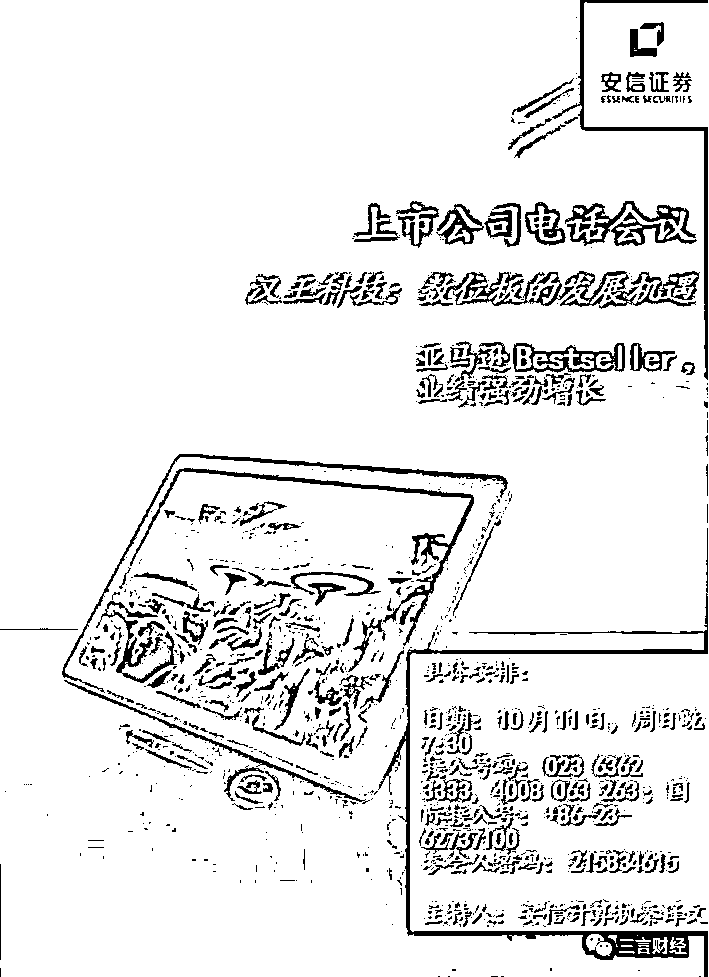 安信证券
ESSENCE SECURITIES
上市公司电话会议
汉王科技：数位板的发展机遇
亚马逊Bestseller，
业绩强劲增长
具体安排：
日期：10月11日，周日晚
7:30
接入号码：023 6362
3333，4008 063 263；国
际接入号：+86-23-
62737100
参会人密码：215834615
主持人：安信计算机秦译文
三言财经